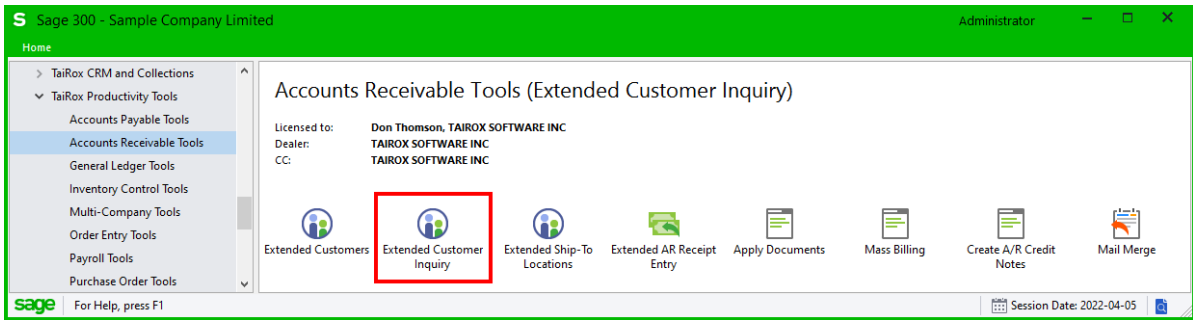 S Sage 300 - Sample Company Limited
Administrator
Home
TaiRox CRM and Collections
TaiRox Productivity Tools
Accounts Payable Tools
Accounts Receivable Tools
General Ledger Tools
Inventory Control Tools
Multi-Company Tools
Order Entry Tools
Payroll Tools
Purchase Order Tools
Accounts Receivable Tools (Extended Customer Inquiry)
Licensed to: Don Thomson, TAIROX SOFTWARE INC
Dealer: TAIROX SOFTWARE INC
CC: TAIROX SOFTWARE INC
Extended Customers
Extended Customer
Inquiry
Extended Ship-To
Locations
Extended AR Receipt
Entry
Apply Documents
Mass Billing
Create A/R Credit
Notes
Mail Merge
sage For Help, press F1
Session Date: 2022-04-05